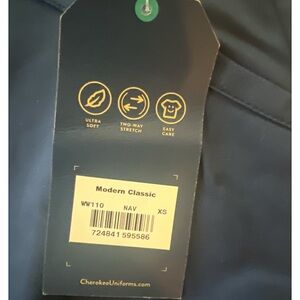 ULTRA SOFT
TWO-WAY STRETCH
EASY CARE
Modern Classic
WW110 NAV XS
724841 595586
CherokeeUniforms.com